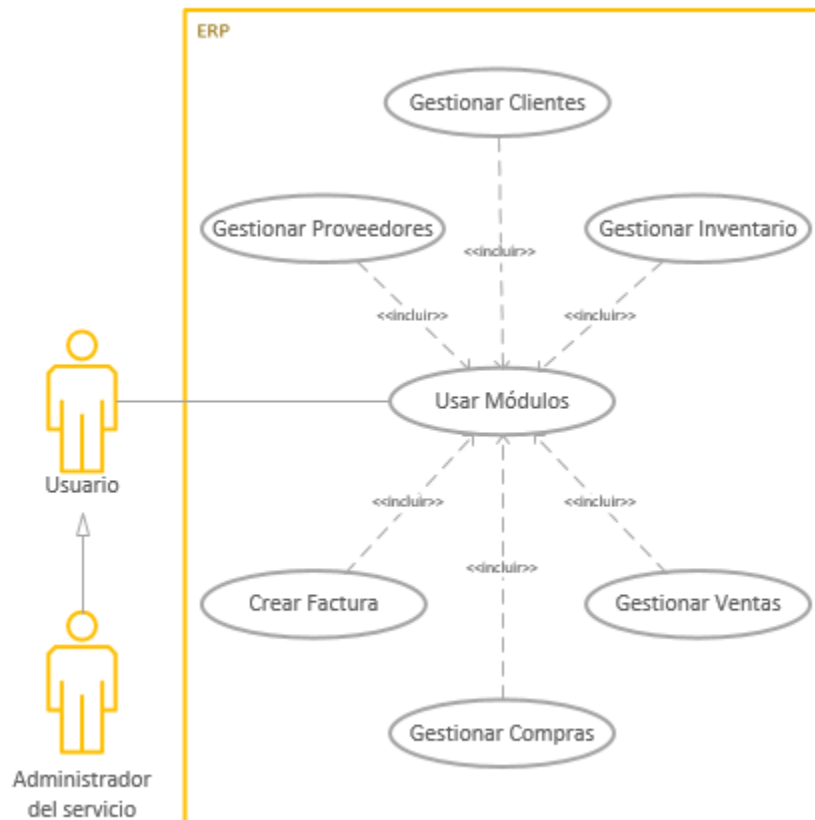 ERP
Gestionar Clientes
Gestionar Proveedores
Gestionar Inventario
<<incluir>>
<<incluir>>
<<incluir>>
Usar Módulos
Usuario
<<incluir>>
<<incluir>>
<<incluir>>
Crear Factura
Gestionar Ventas
Gestionar Compras
Administrador
del servicio